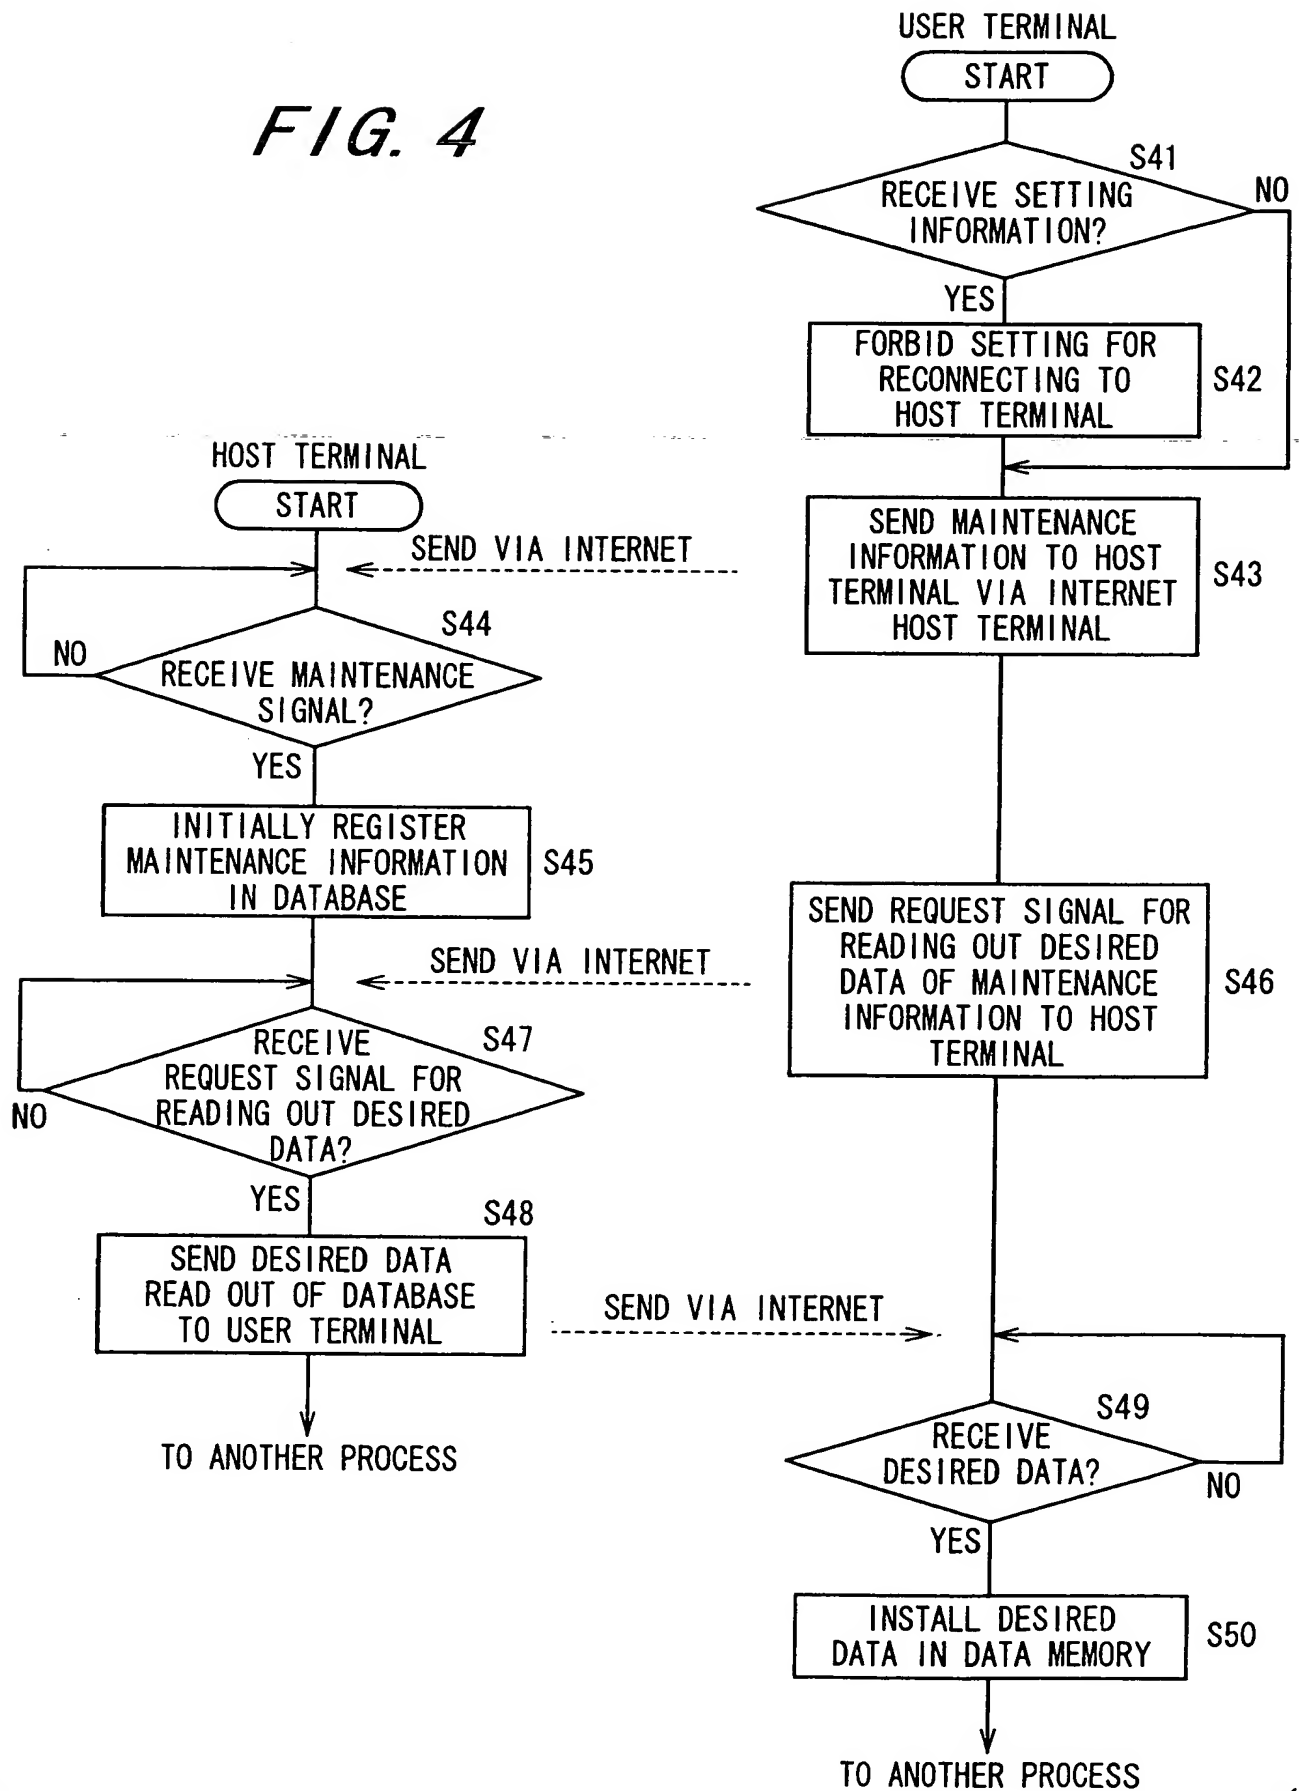 FIG. 4
USER TERMINAL
START
S41
RECEIVE SETTING
INFORMATION?
NO
YES
FORBID SETTING FOR
RECONNECTING TO
HOST TERMINAL
S42
SEND MAINTENANCE
INFORMATION TO HOST
TERMINAL VIA INTERNET
HOST TERMINAL
S43
HOST TERMINAL
START
SEND VIA INTERNET
S44
NO
RECEIVE MAINTENANCE
SIGNAL?
YES
INITIALLY REGISTER
MAINTENANCE INFORMATION
IN DATABASE
S45
SEND REQUEST SIGNAL FOR
READING OUT DESIRED
DATA OF MAINTENANCE
INFORMATION TO HOST
TERMINAL
S46
SEND VIA INTERNET
S47
RECEIVE
REQUEST SIGNAL FOR
READING OUT DESIRED
DATA?
NO
YES
S48
SEND DESIRED DATA
READ OUT OF DATABASE
TO USER TERMINAL
SEND VIA INTERNET
TO ANOTHER PROCESS
S49
RECEIVE
DESIRED DATA?
NO
YES
INSTALL DESIRED
DATA IN DATA MEMORY
S50
TO ANOTHER PROCESS